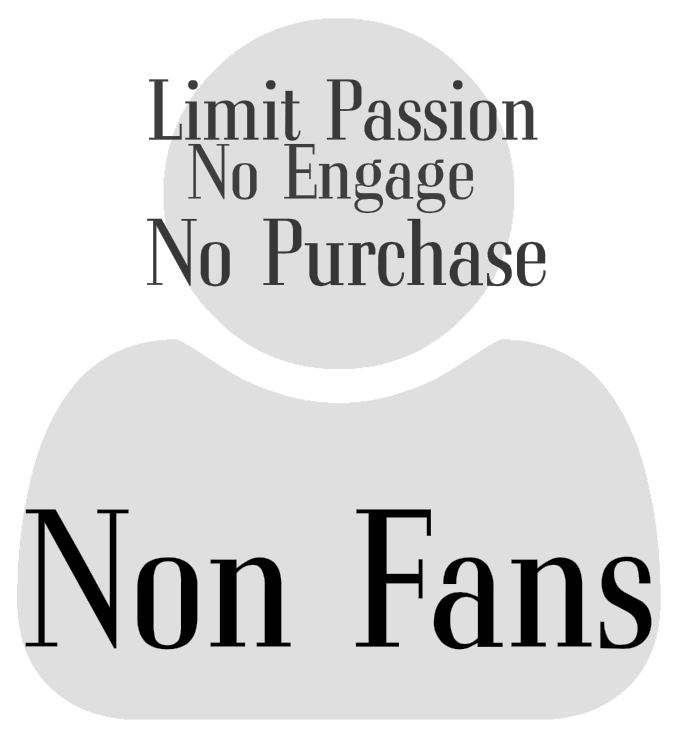 Limit Passion
No Engage
No Purchase
Non Fans